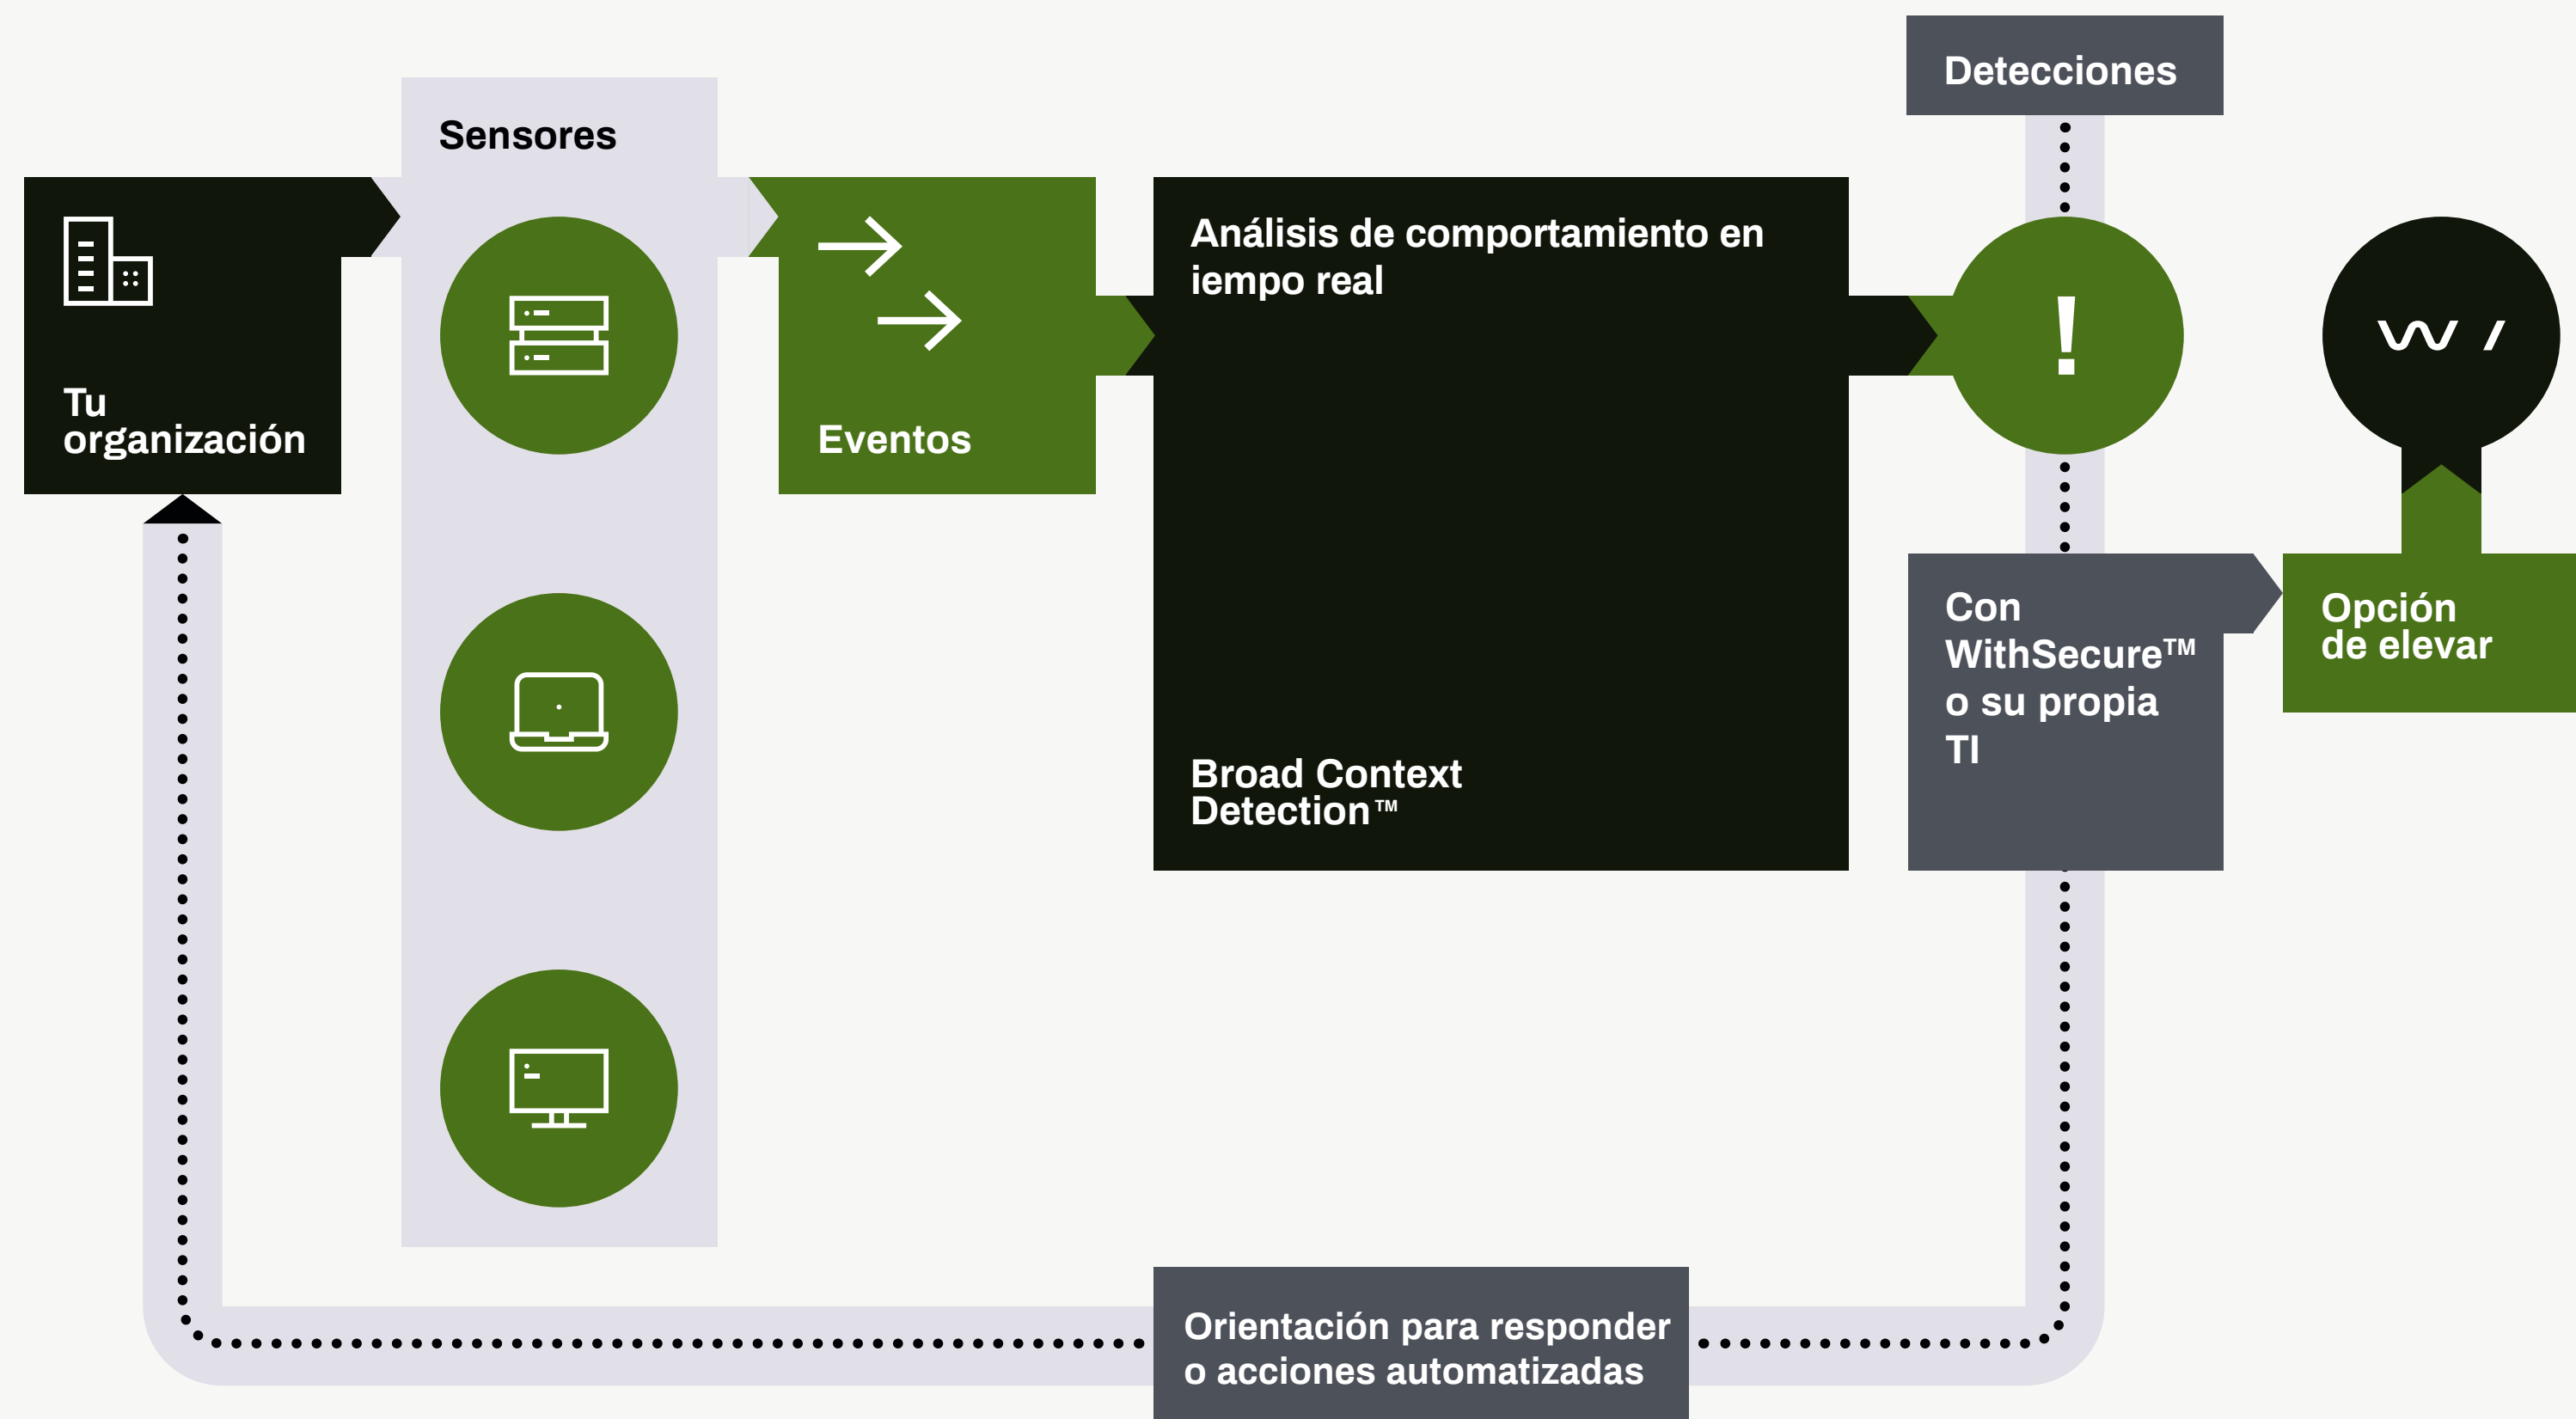 Detecciones
Sensores
Tu
organización
Eventos
Análisis de comportamiento en
iempo real
Broad Context
Detection™
Con
WithSecure™
o su propia
TI
Opción
de elevar
Orientación para responder
o acciones automatizadas